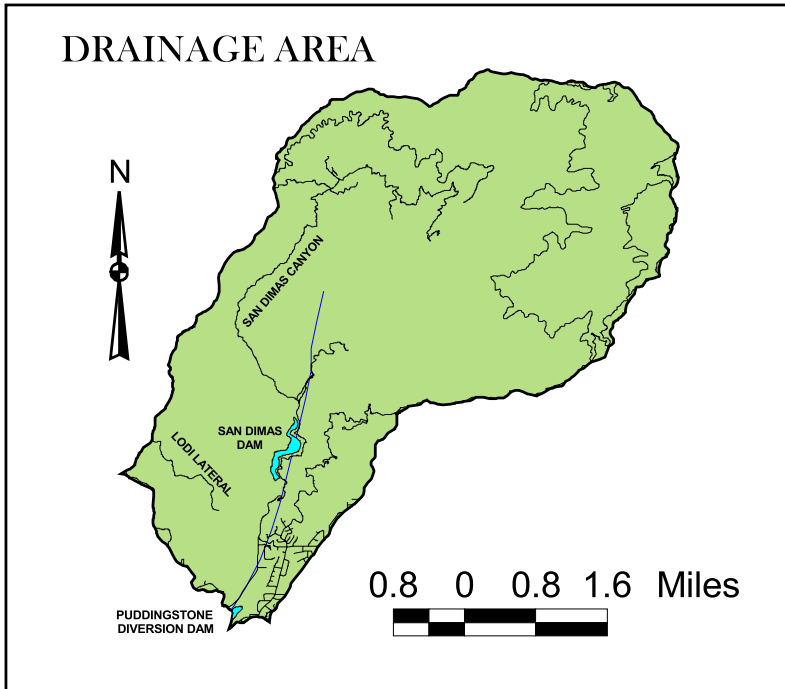 DRAINAGE AREA
N
SAN DIMAS CANYON
SAN DIMAS
DAM
LODI LATERAL
0.8 0 0.8 1.6 Miles
PUDDINGSTONE
DIVERSION DAM